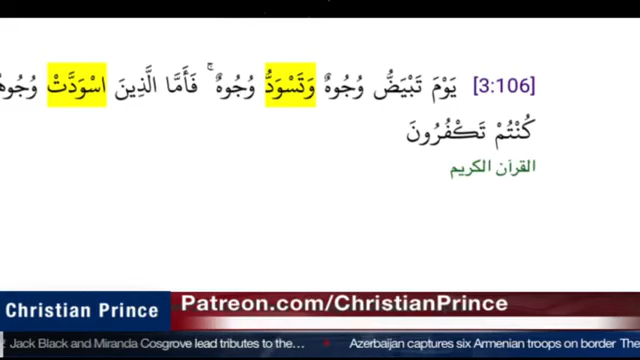 [3:106] يَوْمَ تَبْيَضُّ وُجُوهٌ وَتَسْوَدُّ وُجُوهٌ ۚ فَأَمَّا الَّذِينَ اسْوَدَّتْ
كُنْتُمْ تَكْفُرُونَ
القرآن الكريم
Christian Prince
Patreon.com/ChristianPrince
Jack Black and Miranda Cosgrove lead tributes to the... • Azerbaijan captures six Armenian troops on border The